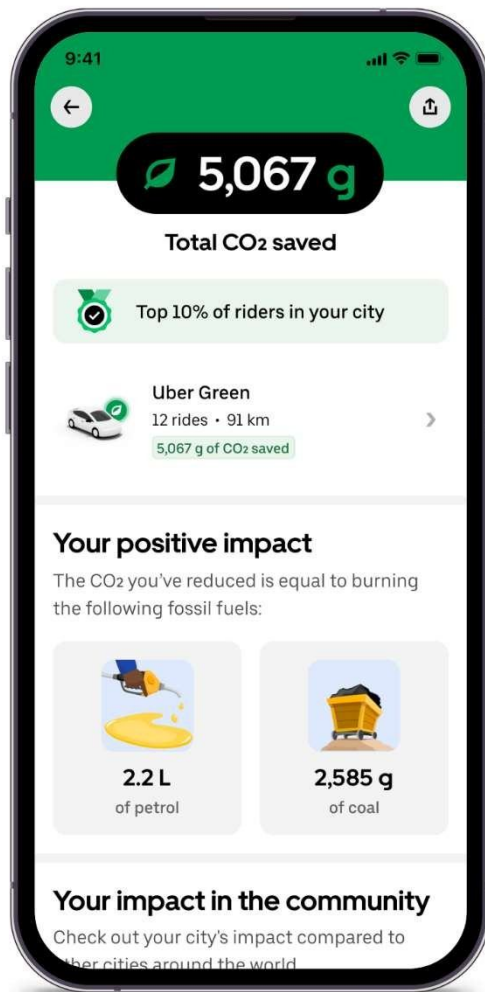 9:41
5,067 g
Total CO₂ saved
Top 10% of riders in your city
Uber Green
12 rides • 91 km
5,067 g of CO₂ saved
Your positive impact
The CO₂ you've reduced is equal to burning
the following fossil fuels:
2.2 L
of petrol
2,585 g
of coal
Your impact in the community
Check out your city's impact compared to
other cities around the world